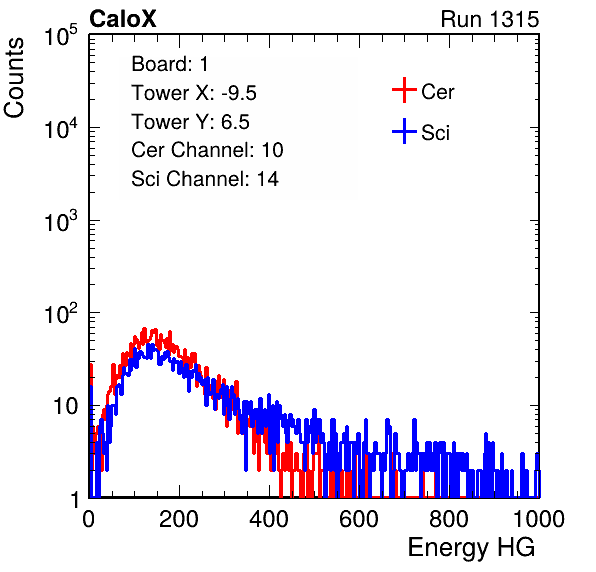 CaloX Run 1315
Counts
10^5
10^4
10^3
10^2
10
1
Board: 1
Tower X: -9.5
Tower Y: 6.5
Cer Channel: 10
Sci Channel: 14
Cer
Sci
0 200 400 600 800 1000
Energy HG